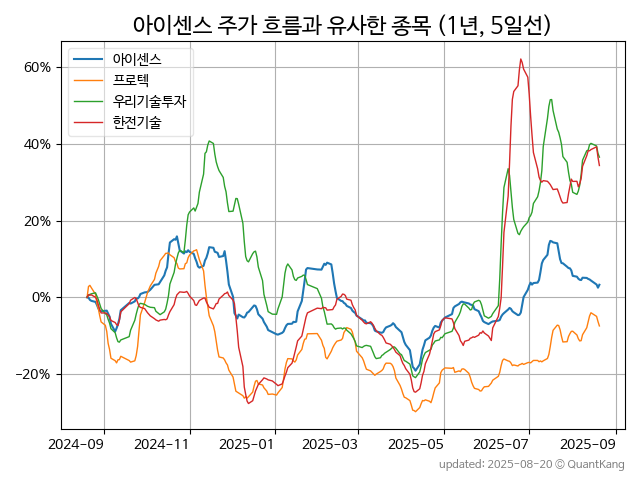 아이센스 주가 흐름과 유사한 종목 (1년, 5일선)
아이센스
프로텍
우리기술투자
한전기술
60%
40%
20%
0%
−20%
2024-09
2024-11
2025-01
2025-03
2025-05
2025-07
2025-09
updated: 2025-08-20 © QuantKang